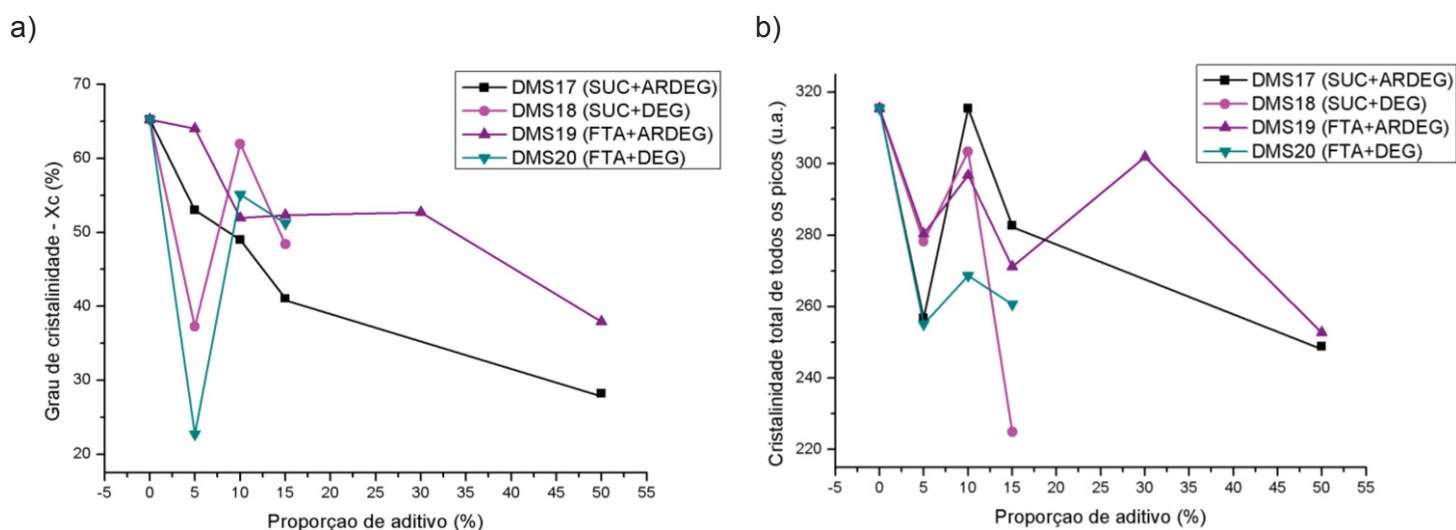 a)
Grau de cristalinidade - Xc (%)
70
60
50
40
30
20
DMS17 (SUC+ARDEG)
DMS18 (SUC+DEG)
DMS19 (FTA+ARDEG)
DMS20 (FTA+DEG)
-5 0 5 10 15 20 25 30 35 40 45 50 55
Proporçao de aditivo (%)
b)
Cristalinidade total de todos os picos (u.a.)
320
300
280
260
240
220
DMS17 (SUC+ARDEG)
DMS18 (SUC+DEG)
DMS19 (FTA+ARDEG)
DMS20 (FTA+DEG)
-5 0 5 10 15 20 25 30 35 40 45 50 55
Proporçao de aditivo (%)